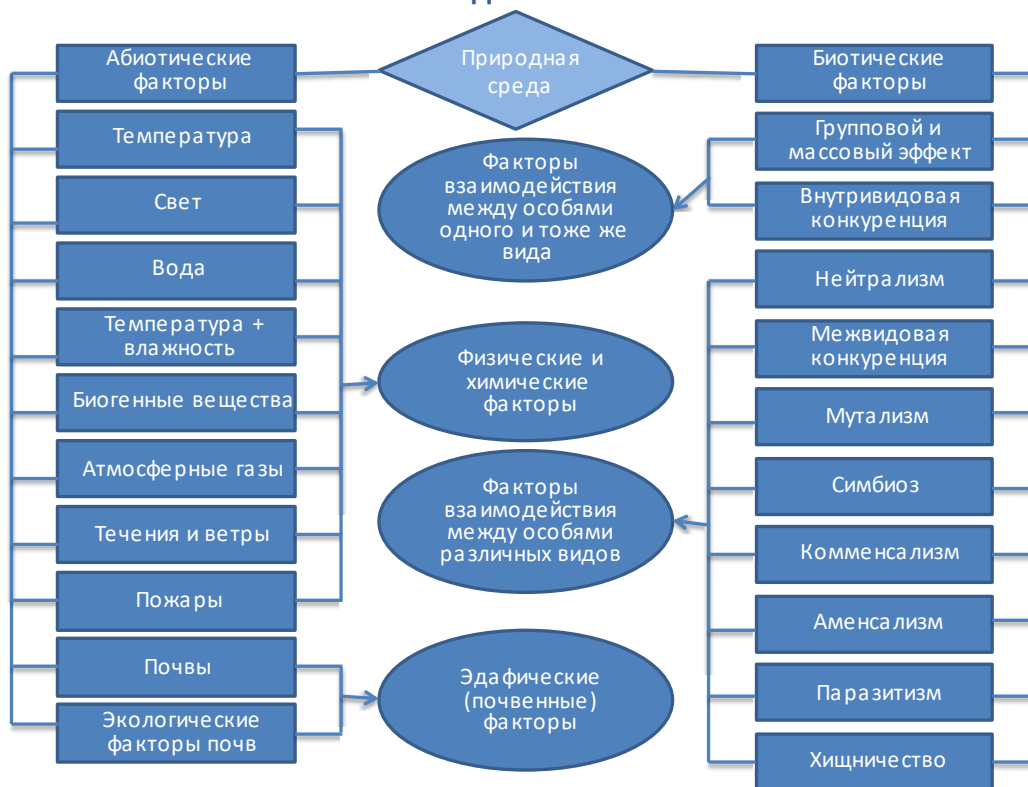 Природная
среда
Абиотические
факторы
Температура
Свет
Вода
Температура +
влажность
Биогенные вещества
Атмосферные газы
Течения и ветры
Пожары
Почвы
Экологические
факторы почв
Факторы
взаимодействия
между особями
одного и тоже же
вида
Физические и
химические
факторы
Факторы
взаимодействия
между особями
различных видов
Эдафические
(почвенные)
факторы
Биотические
факторы
Групповой и
массовый эффект
Внутривидовая
конкуренция
Нейтрализм
Межвидовая
конкуренция
Мутализм
Симбиоз
Комменсализм
Аменсализм
Паразитизм
Хищничество